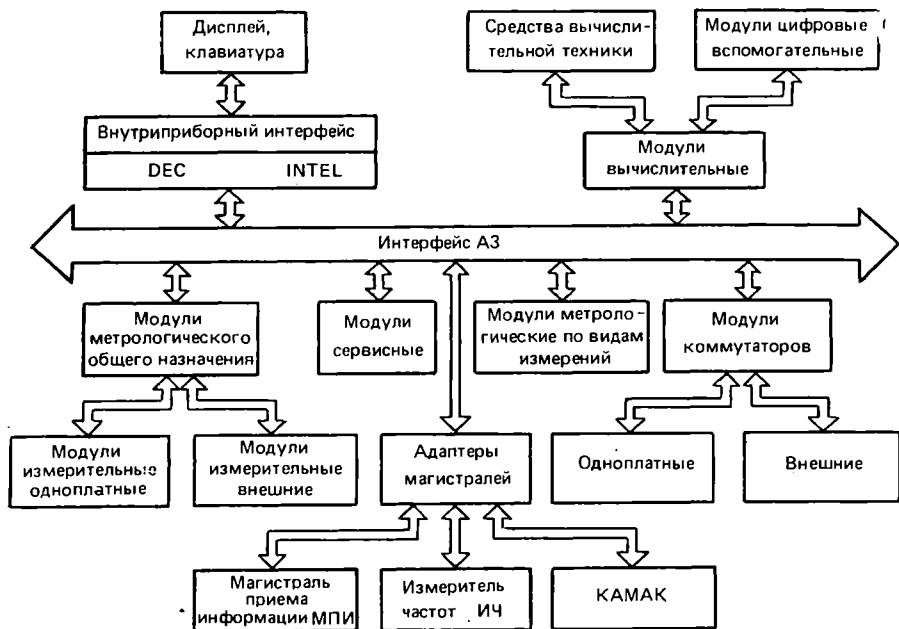 Дисплей,
клавиатура
Средства вычисли-
тельной техники
Модули цифровые
вспомогательные
Внутриприборный интерфейс
DEC INTEL
Модули
вычислительные
Интерфейс А3
Модули
метрологического
общего назначения
Модули
сервисные
Модули метроло-
гические по видам
измерений
Модули
коммутаторов
Модули
измерительные
одноплатные
Модули
измерительные
внешние
Адаптеры
магистралей
Одноплатные
Внешние
Магистраль
приема
информации МПИ
Измеритель
частот ИЧ
КАМАК